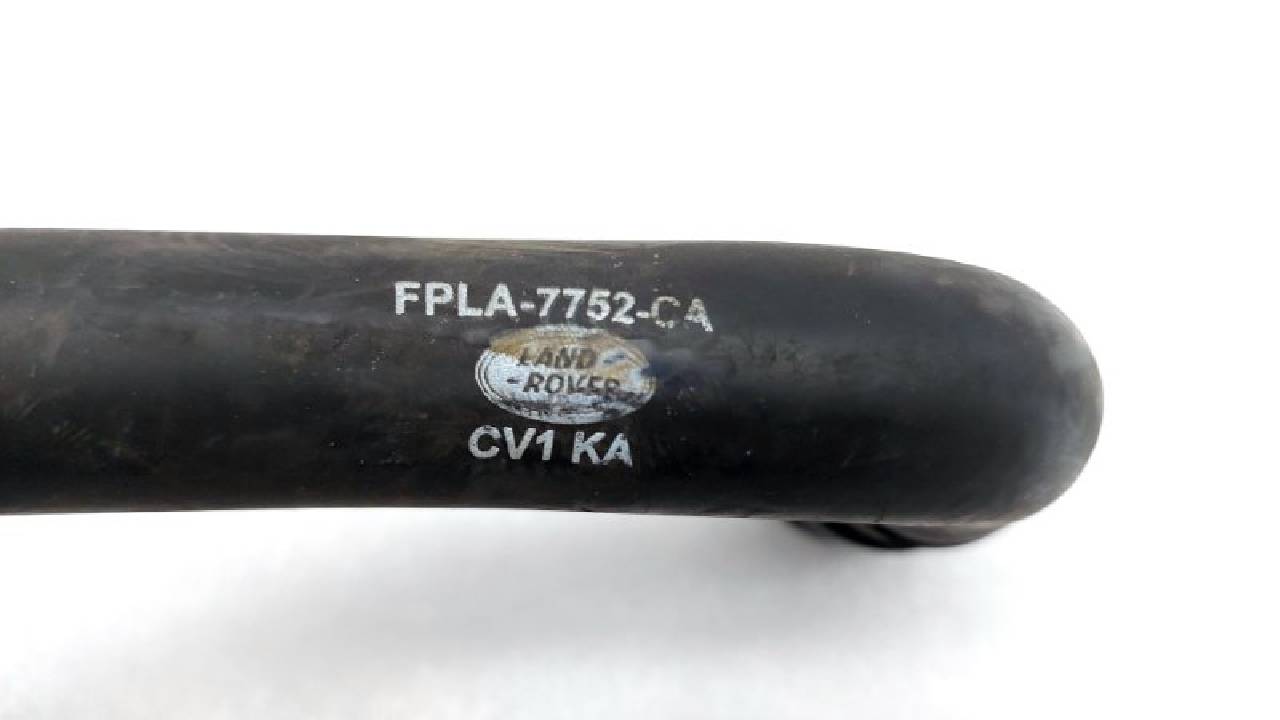 FPLA-7752-CA
LAND-
-ROVER
CV1 KA